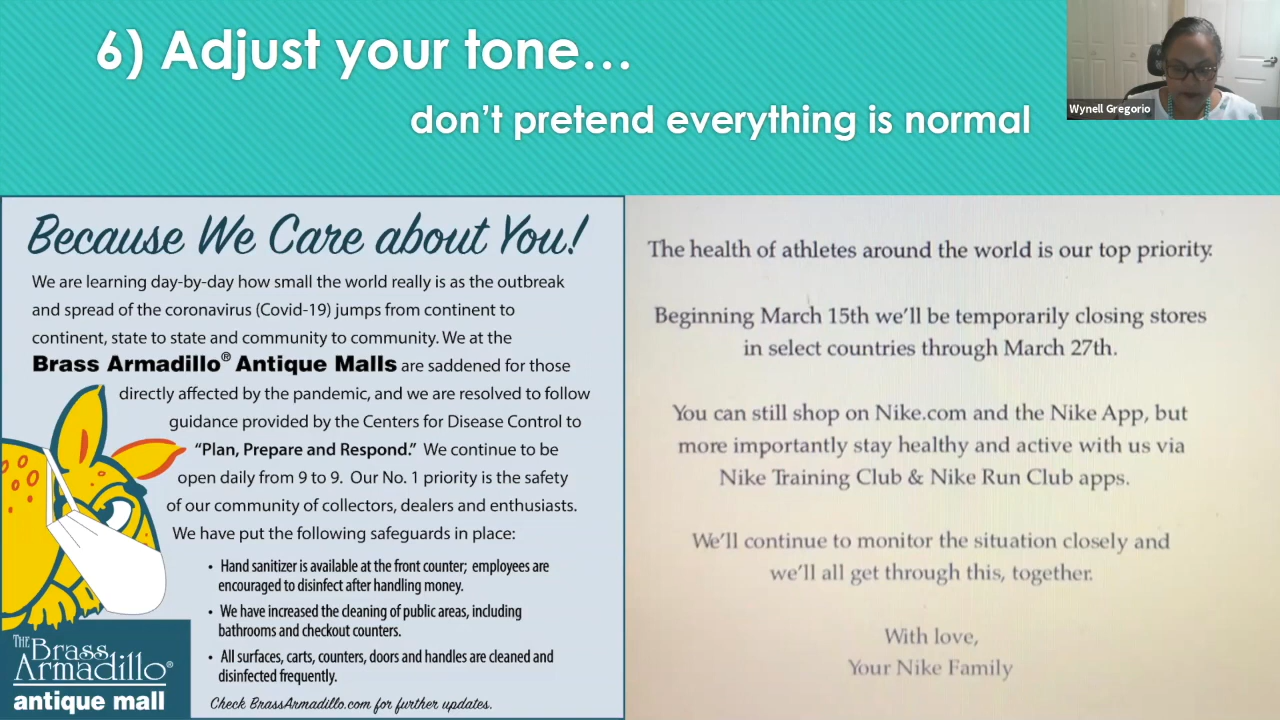 6) Adjust your tone...
don't pretend everything is normal
Wynell Gregorio
Because We Care about You!
We are learning day-by-day how small the world really is as the outbreak
and spread of the coronavirus (Covid-19) jumps from continent to
continent, state to state and community to community. We at the
Brass Armadillo® Antique Malls are saddened for those
directly affected by the pandemic, and we are resolved to follow
guidance provided by the Centers for Disease Control to
“Plan, Prepare and Respond.” We continue to be
open daily from 9 to 9. Our No. 1 priority is the safety
of our community of collectors, dealers and enthusiasts.
We have put the following safeguards in place:
• Hand sanitizer is available at the front counter; employees are
encouraged to disinfect after handling money.
• We have increased the cleaning of public areas, including
bathrooms and checkout counters.
• All surfaces, carts, counters, doors and handles are cleaned and
disinfected frequently.
Check BrassArmadillo.com for further updates.
THE Brass
Armadillo®
antique mall
The health of athletes around the world is our top priority.
Beginning March 15th we'll be temporarily closing stores
in select countries through March 27th.
You can still shop on Nike.com and the Nike App, but
more importantly stay healthy and active with us via
Nike Training Club & Nike Run Club apps.
We'll continue to monitor the situation closely and
we'll all get through this, together.
With love,
Your Nike Family